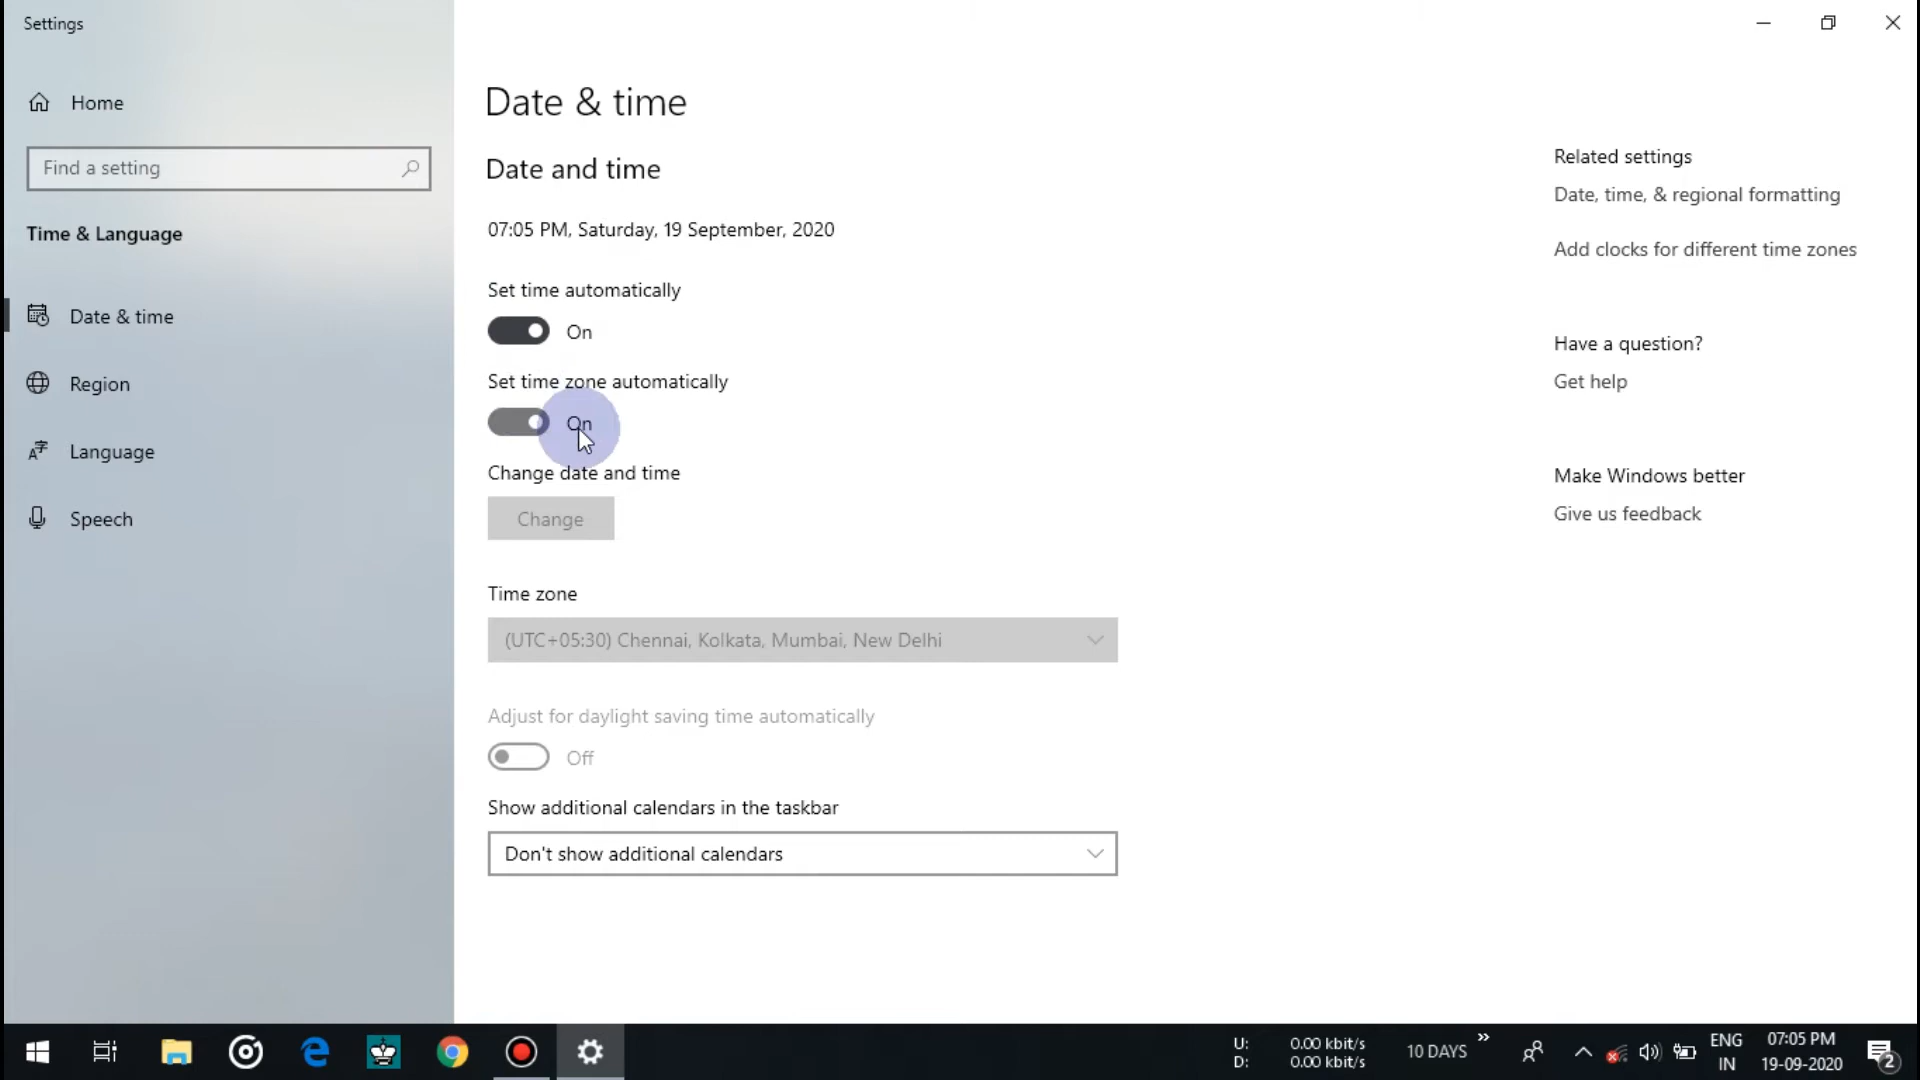 Settings
Home
Find a setting
Time & Language
Date & time
Region
Language
Speech
Date & time
Date and time
07:05 PM, Saturday, 19 September, 2020
Set time automatically
On
Set time zone automatically
On
Change date and time
Change
Time zone
(UTC+05:30) Chennai, Kolkata, Mumbai, New Delhi
Adjust for daylight saving time automatically
Off
Show additional calendars in the taskbar
Don't show additional calendars
Related settings
Date, time, & regional formatting
Add clocks for different time zones
Have a question?
Get help
Make Windows better
Give us feedback
U: 0.00 kbit/s
D: 0.00 kbit/s
10 DAYS
ENG
IN
07:05 PM
19-09-2020
2